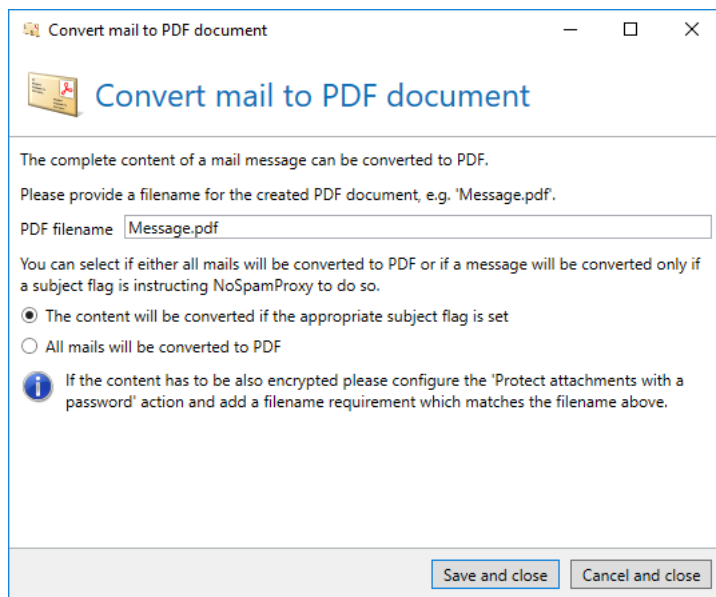 Convert mail to PDF document
Convert mail to PDF document
The complete content of a mail message can be converted to PDF.
Please provide a filename for the created PDF document, e.g. 'Message.pdf'.
PDF filename Message.pdf
You can select if either all mails will be converted to PDF or if a message will be converted only if
a subject flag is instructing NoSpamProxy to do so.
The content will be converted if the appropriate subject flag is set
All mails will be converted to PDF
If the content has to be also encrypted please configure the 'Protect attachments with a
password' action and add a filename requirement which matches the filename above.
Save and close Cancel and close